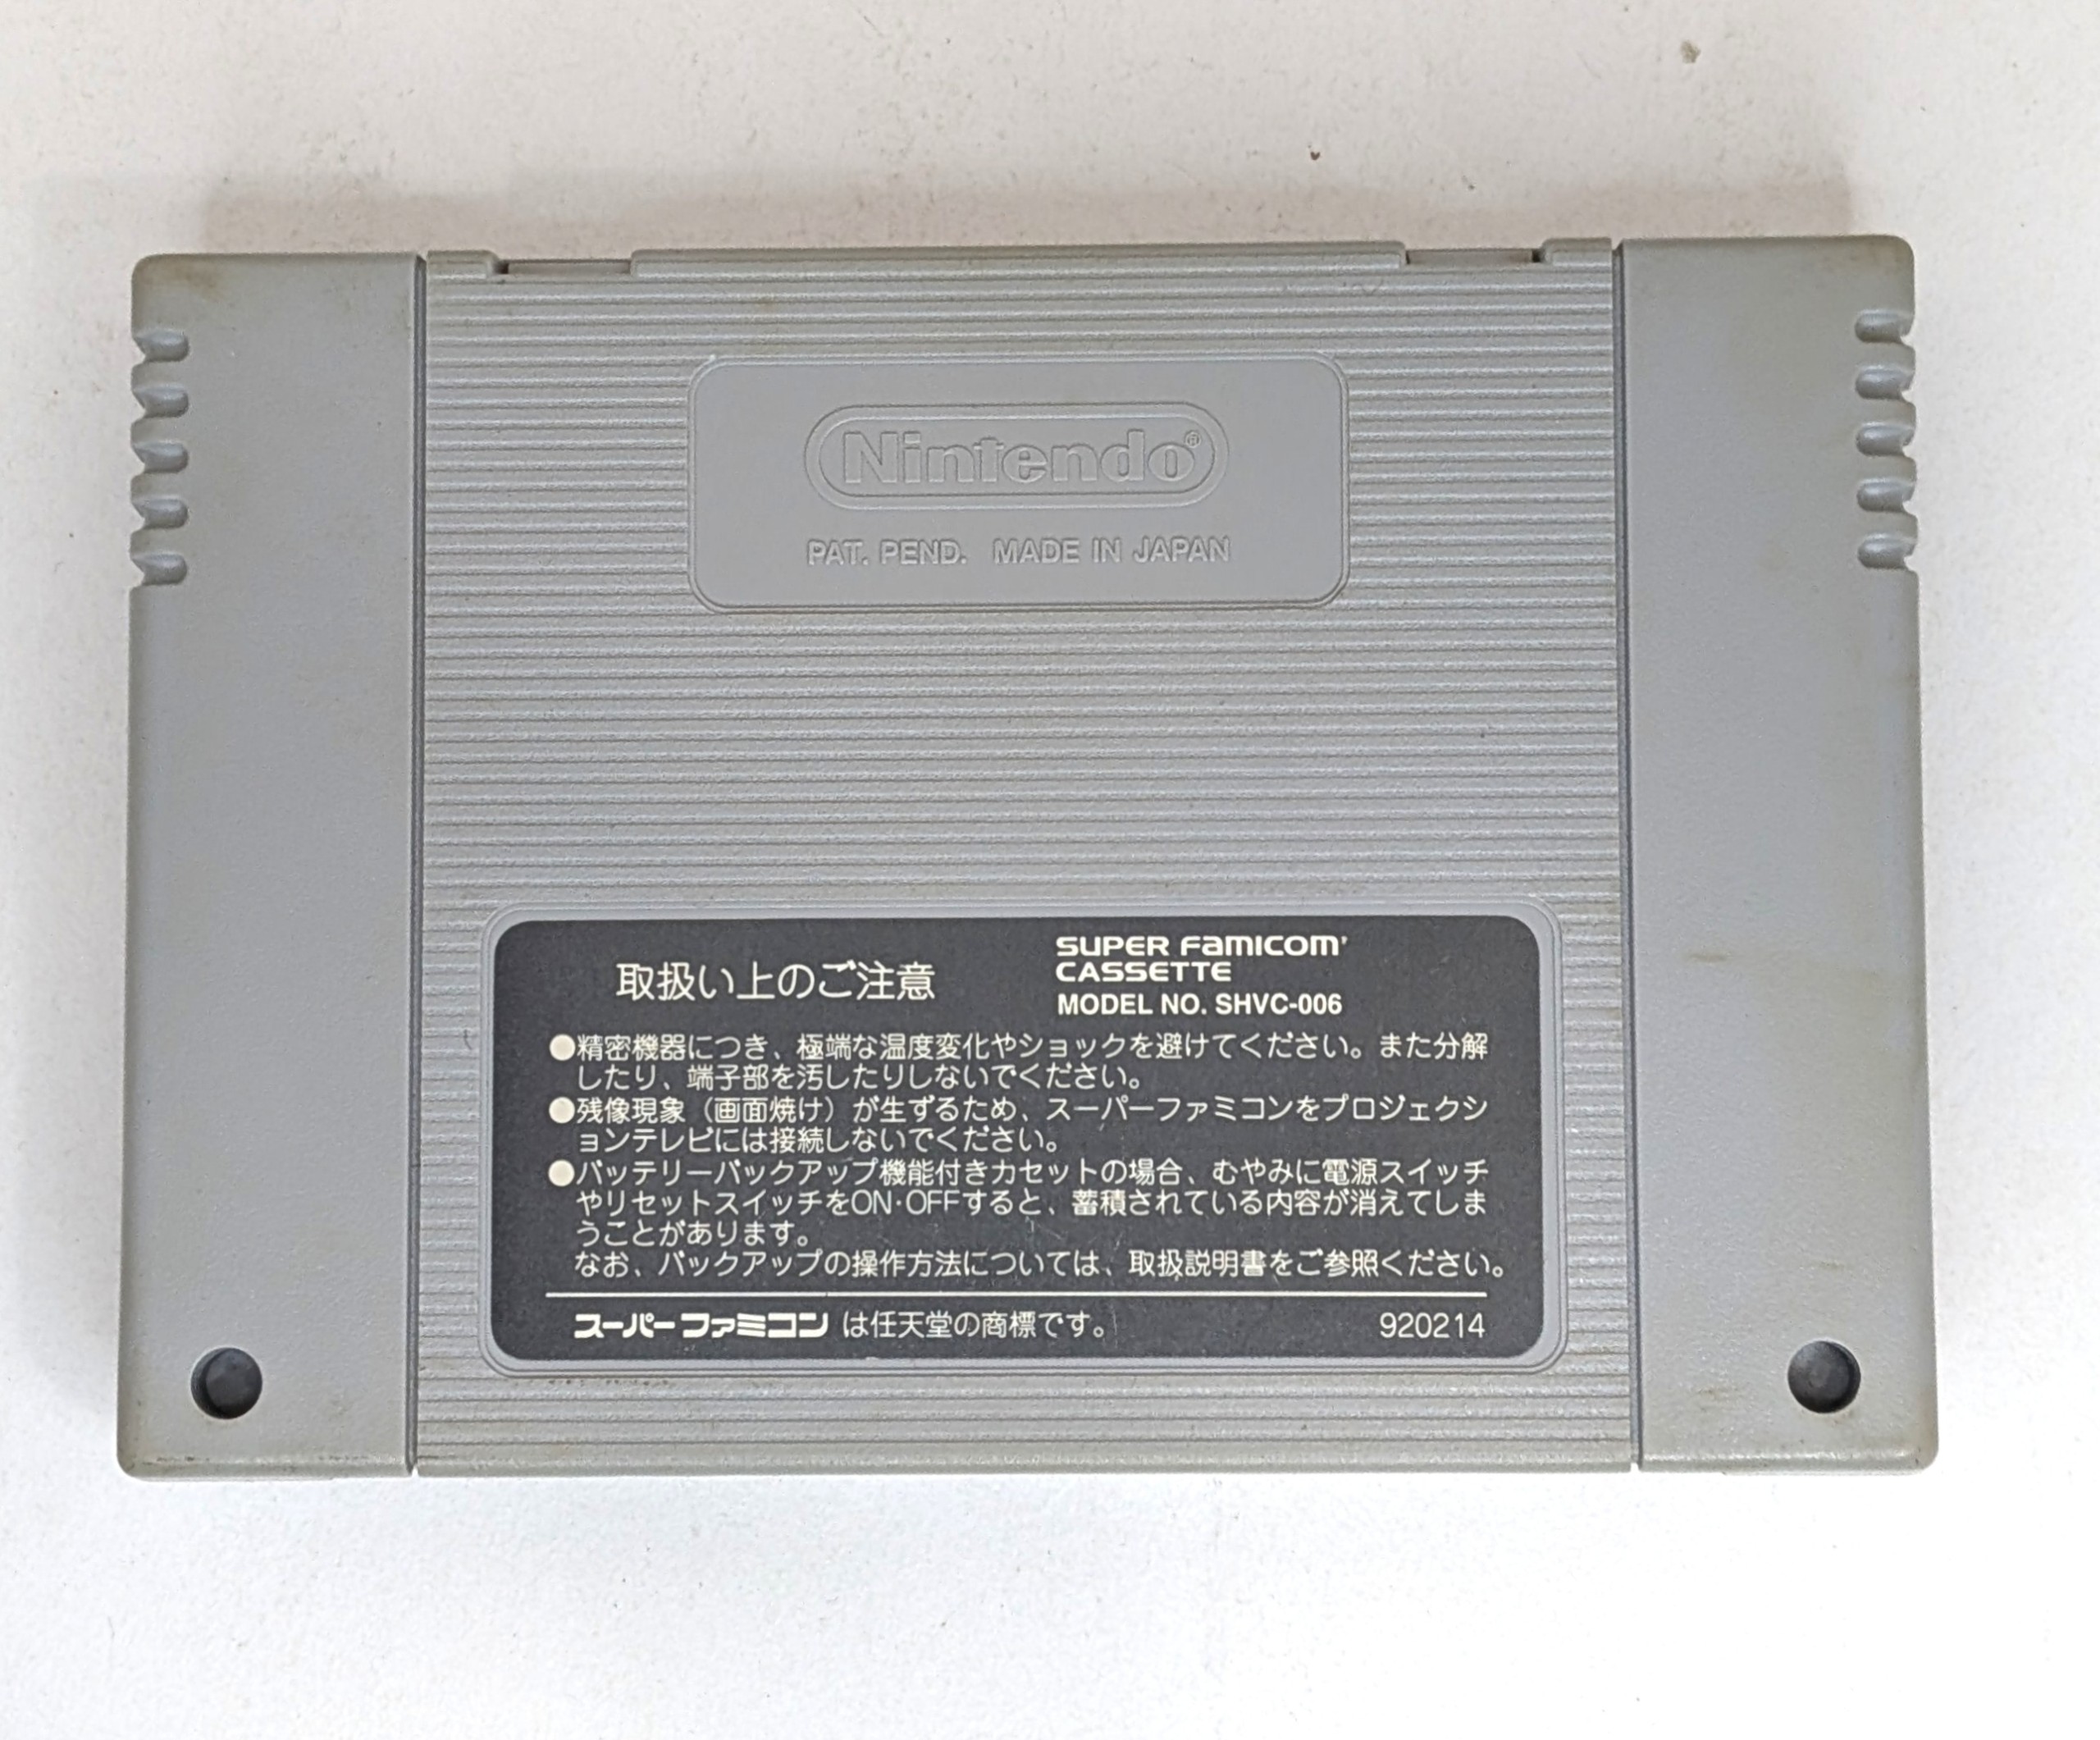 Nintendo®
PAT. PEND. MADE IN JAPAN
取扱い上のご注意
SUPER FAMICOM
CASSETTE
MODEL NO. SHVC-006
●精密機器につき、極端な温度変化やショックを避けてください。また分解
したり、端子部を汚したりしないでください。
●残像現象（画面焼け）が生ずるため、スーパーファミコンをプロジェクシ
ョンテレビには接続しないでください。
●バッテリーバックアップ機能付きカセットの場合、むやみに電源スイッチ
やリセットスイッチをON・OFFすると、蓄積されている内容が消えてしま
うことがあります。
なお、バックアップの操作方法については、取扱説明書をご参照ください。
スーパーファミコンは任天堂の商標です。 920214